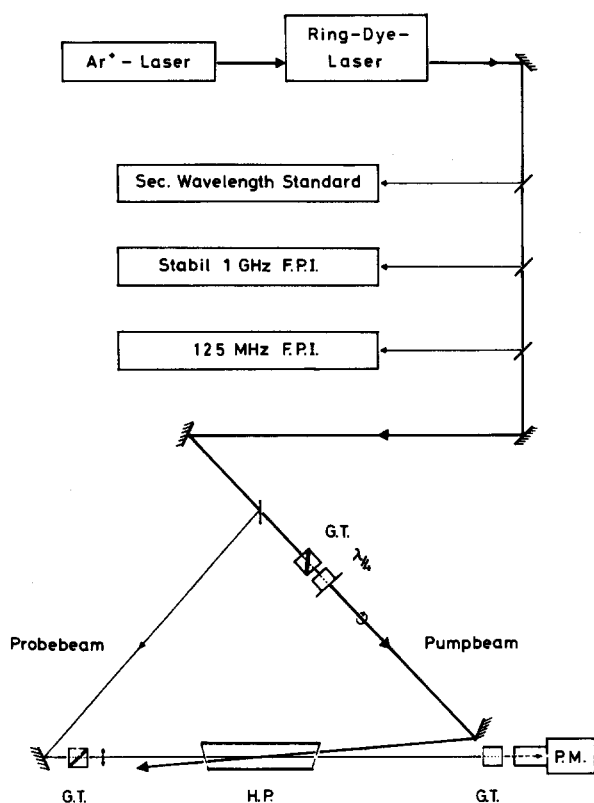 Ar⁺ - Laser
Ring-Dye-
Laser
Sec. Wavelength Standard
Stabil 1 GHz F.P.I.
125 MHz F.P.I.
G.T.
λ/4
Probebeam
Pumpbeam
P.M.
G.T.
H.P.
G.T.